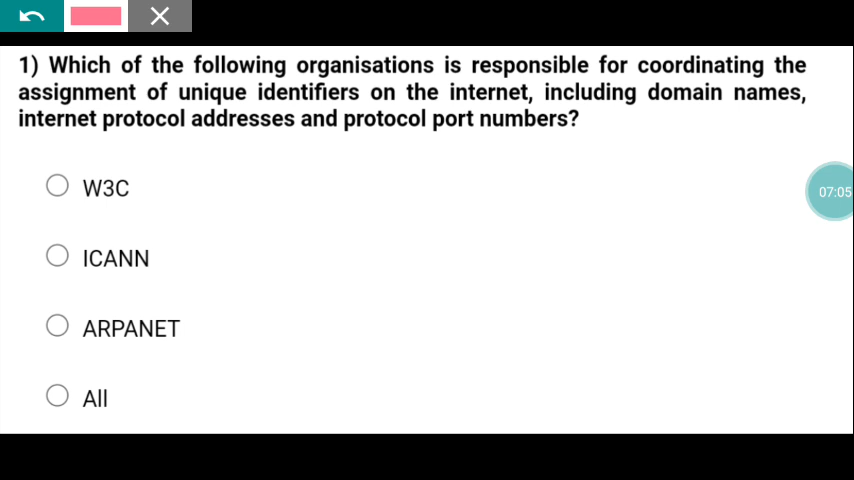 1) Which of the following organisations is responsible for coordinating the
assignment of unique identifiers on the internet, including domain names,
internet protocol addresses and protocol port numbers?
W3C
07:05
ICANN
ARPANET
All